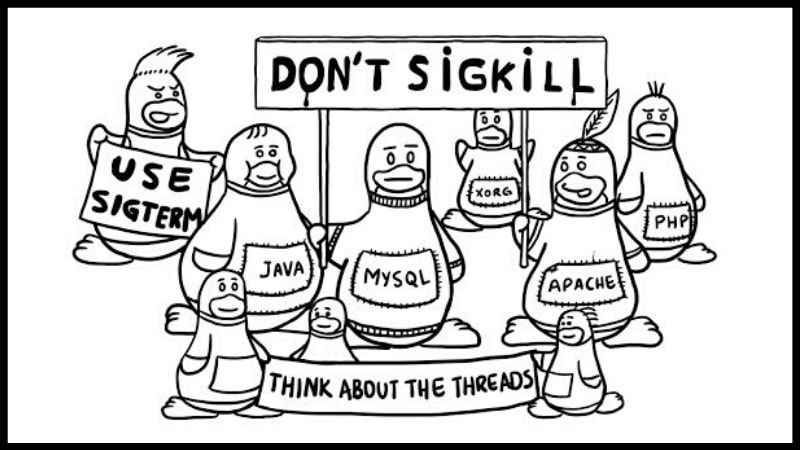 DON'T SIGKILL
USE
SIGTERM
XORG
PHP
JAVA
MYSQL
APACHE
THINK ABOUT THE THREADS